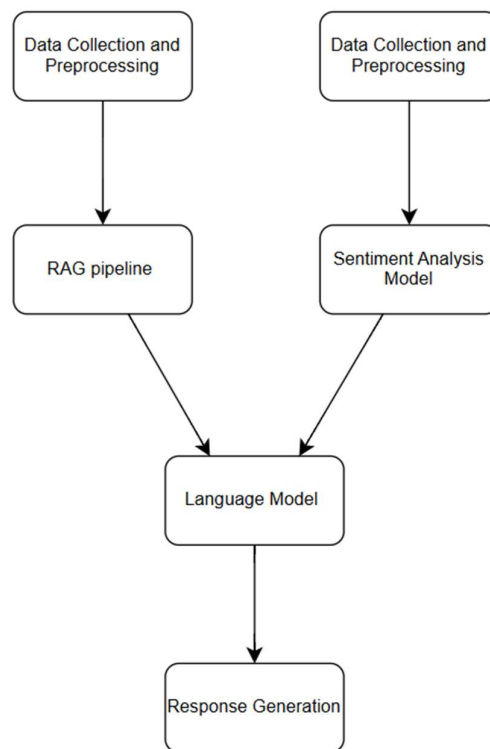 Data Collection and
Preprocessing
Data Collection and
Preprocessing
RAG pipeline
Sentiment Analysis
Model
Language Model
Response Generation